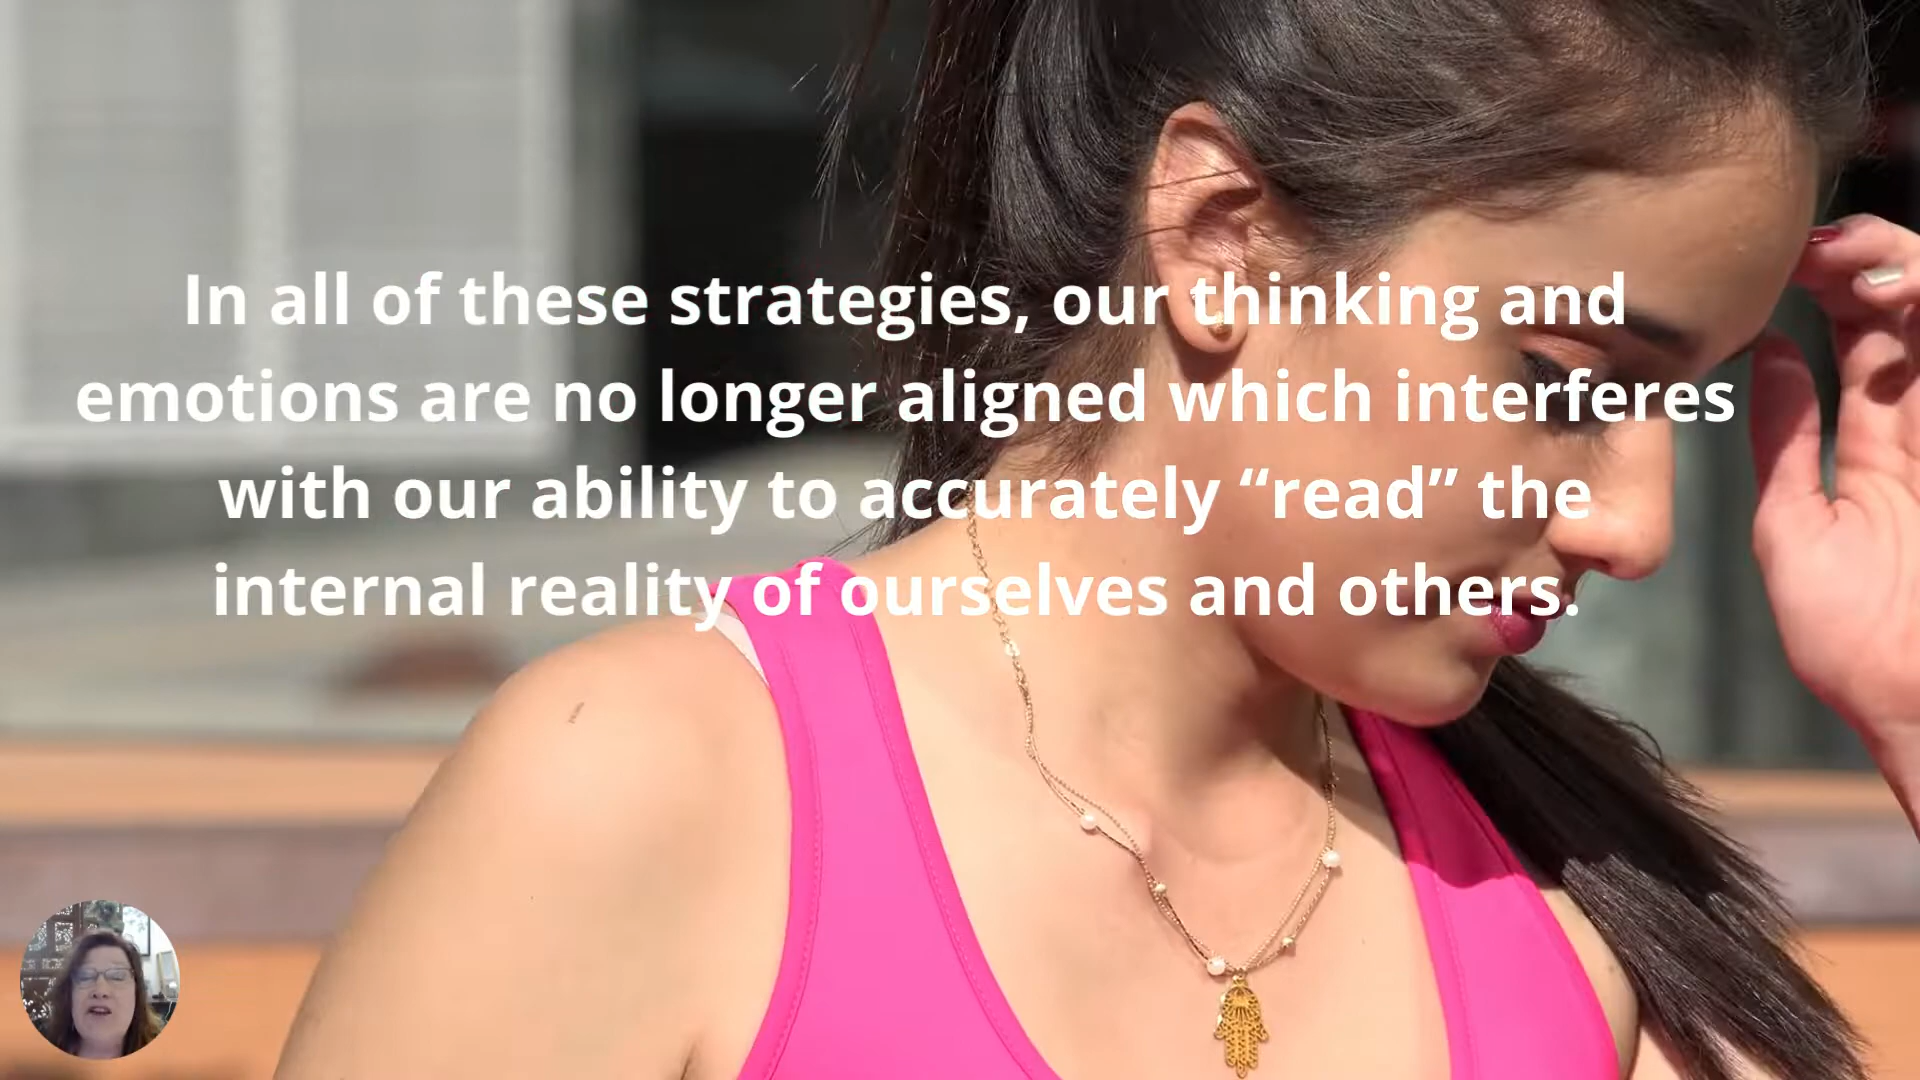 In all of these strategies, our thinking and
emotions are no longer aligned which interferes
with our ability to accurately “read” the
internal reality of ourselves and others.